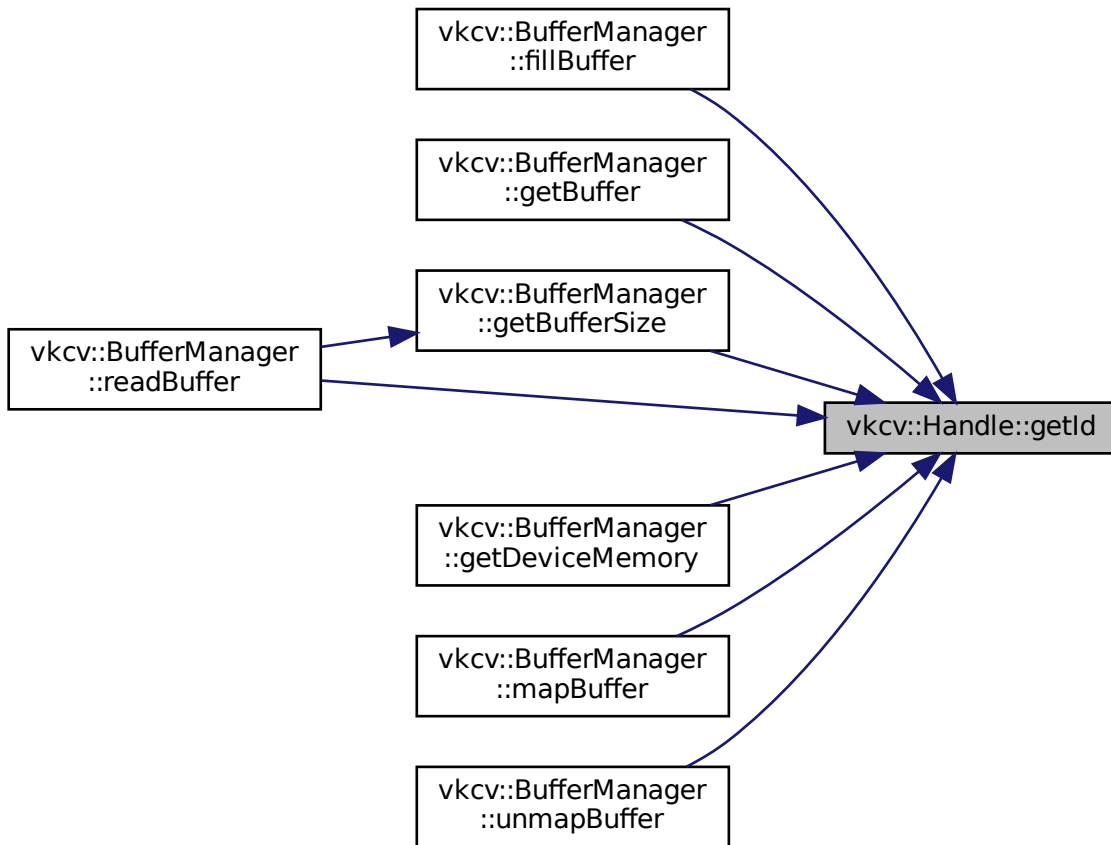 vkcv::BufferManager
::fillBuffer
vkcv::BufferManager
::getBuffer
vkcv::BufferManager
::getBufferSize
vkcv::BufferManager
::readBuffer
vkcv::Handle::getId
vkcv::BufferManager
::getDeviceMemory
vkcv::BufferManager
::mapBuffer
vkcv::BufferManager
::unmapBuffer